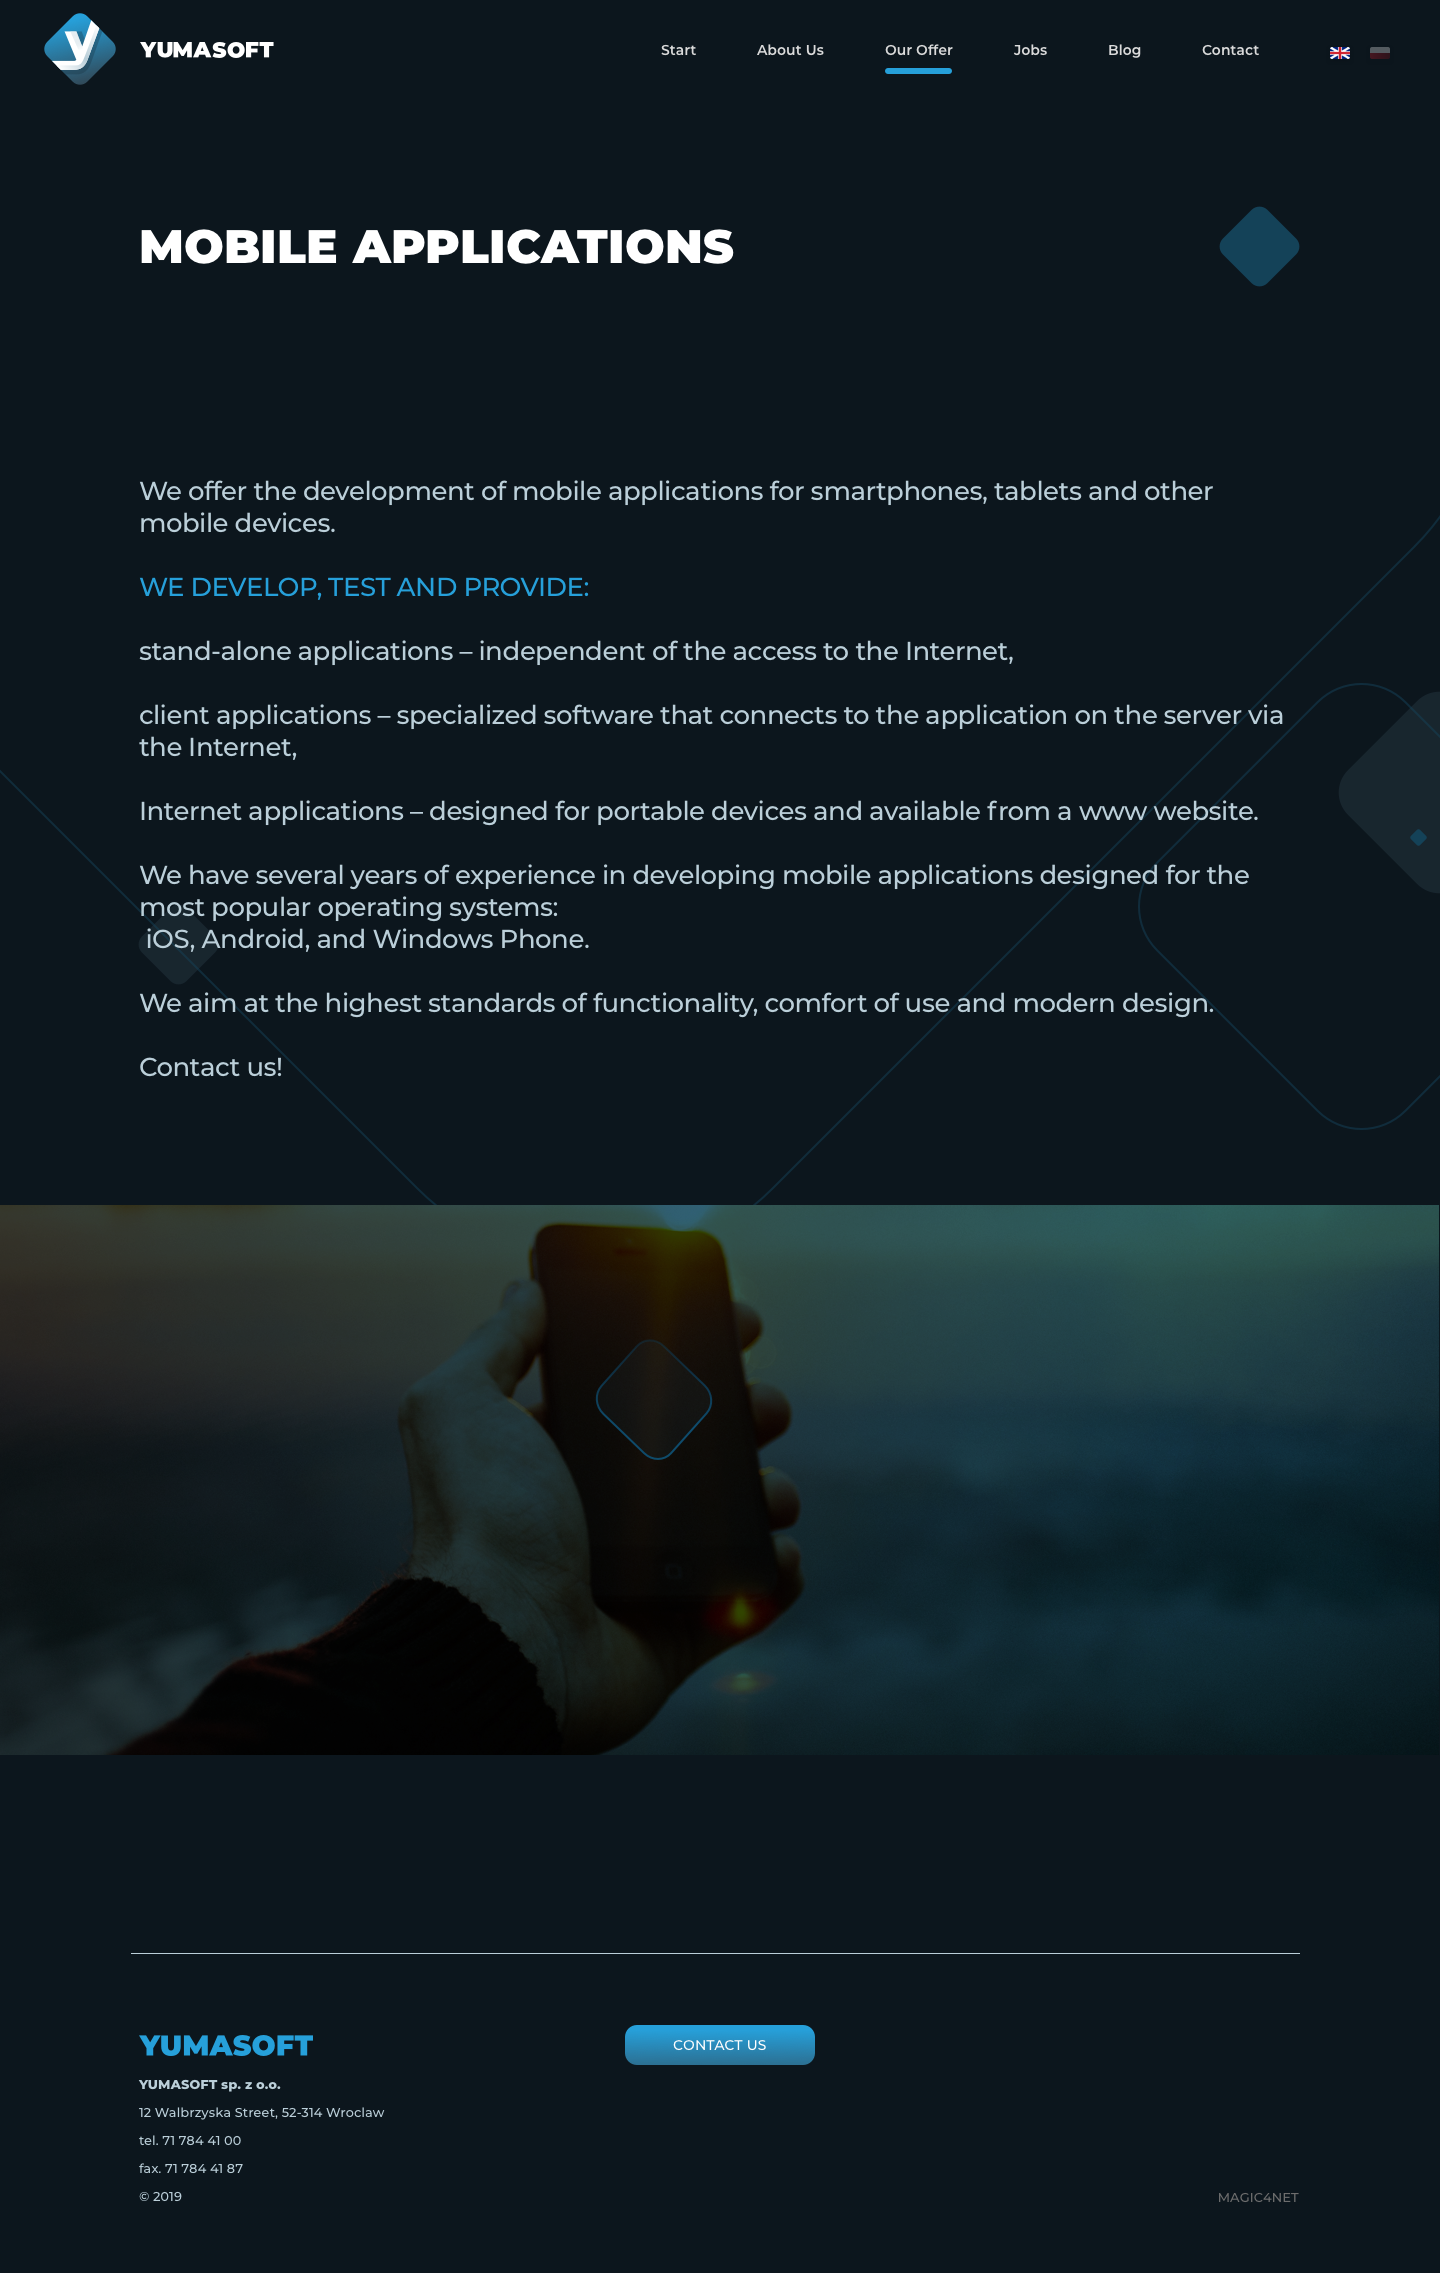 YUMASOFT
Start About Us Our Offer Jobs Blog Contact
MOBILE APPLICATIONS
We offer the development of mobile applications for smartphones, tablets and other
mobile devices.
WE DEVELOP, TEST AND PROVIDE:
stand-alone applications – independent of the access to the Internet,
client applications – specialized software that connects to the application on the server via
the Internet,
Internet applications – designed for portable devices and available from a www website.
We have several years of experience in developing mobile applications designed for the
most popular operating systems:
iOS, Android, and Windows Phone.
We aim at the highest standards of functionality, comfort of use and modern design.
Contact us!
YUMASOFT
CONTACT US
YUMASOFT sp. z o.o.
12 Walbrzyska Street, 52-314 Wroclaw
tel. 71 784 41 00
fax. 71 784 41 87
© 2019
MAGIC4NET